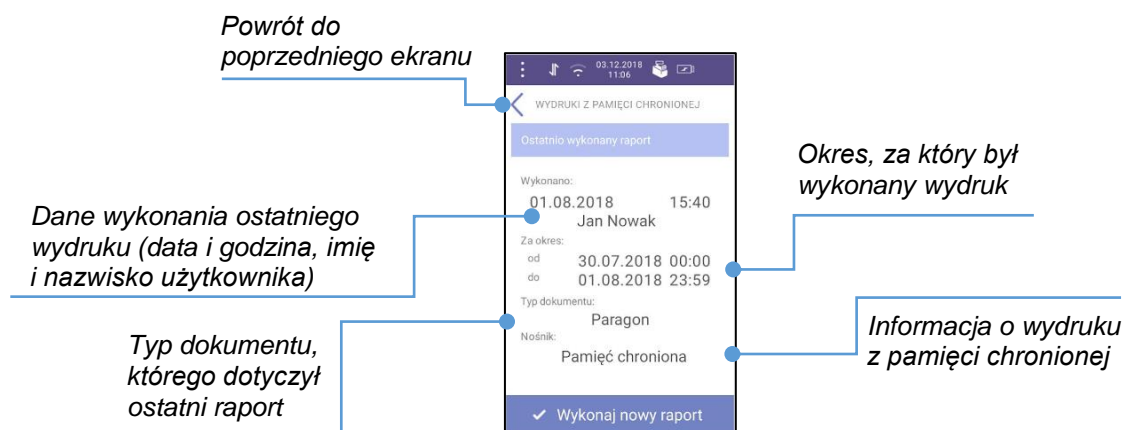 Powrót do
poprzedniego ekranu
03.12.2018
11:06
WYDRUKI Z PAMIĘCI CHRONIONEJ
Ostatnio wykonany raport
Wykonano:
01.08.2018 15:40
Jan Nowak
Za okres:
od 30.07.2018 00:00
do 01.08.2018 23:59
Typ dokumentu:
Paragon
Nośnik:
Pamięć chroniona
Wykonaj nowy raport
Dane wykonania ostatniego
wydruku (data i godzina, imię
i nazwisko użytkownika)
Typ dokumentu,
którego dotyczył
ostatni raport
Okres, za który był
wykonany wydruk
Informacja o wydruku
z pamięci chronionej